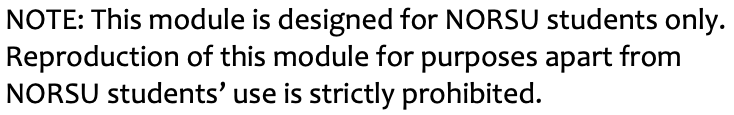 NOTE: This module is designed for NORSU students only.
Reproduction of this module for purposes apart from
NORSU students’ use is strictly prohibited.